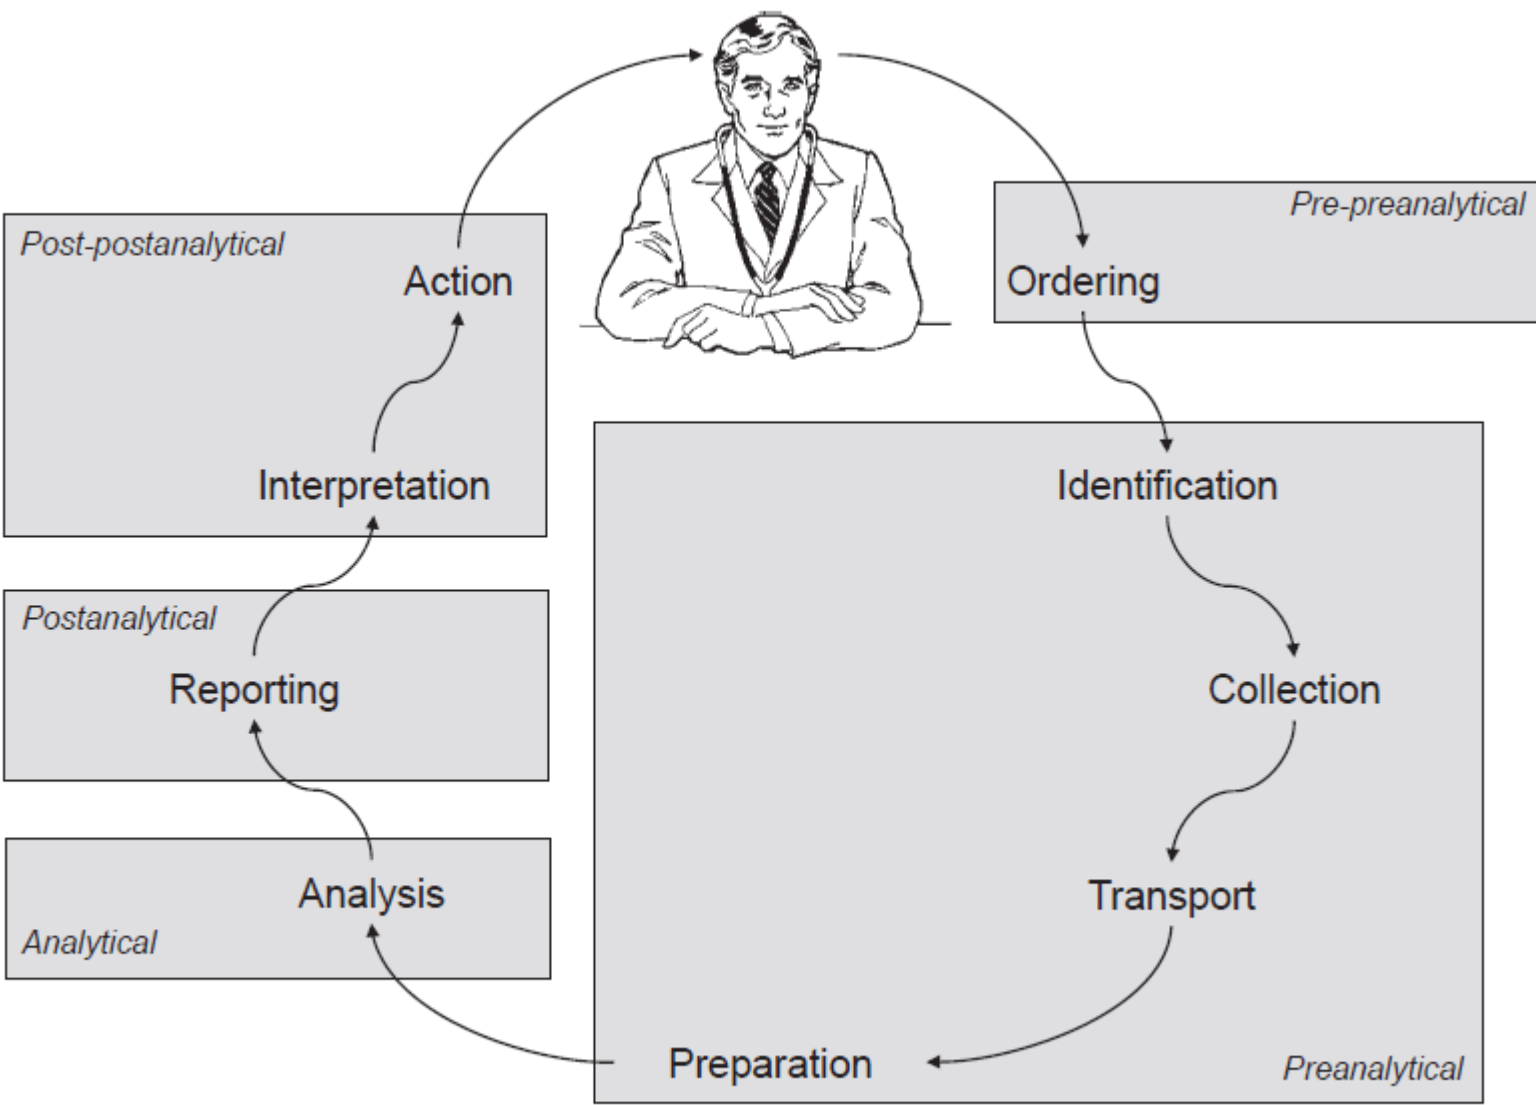 Pre-preanalytical
Ordering
Identification
Collection
Transport
Preparation
Preanalytical
Analysis
Analytical
Postanalytical
Reporting
Post-postanalytical
Action
Interpretation